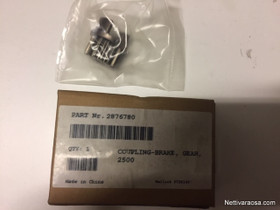 PART Nr. 2976780
QTY: 1 COUPLING-BRAKE, GEAR,
2500
Made in China
Nettivaraosa.com